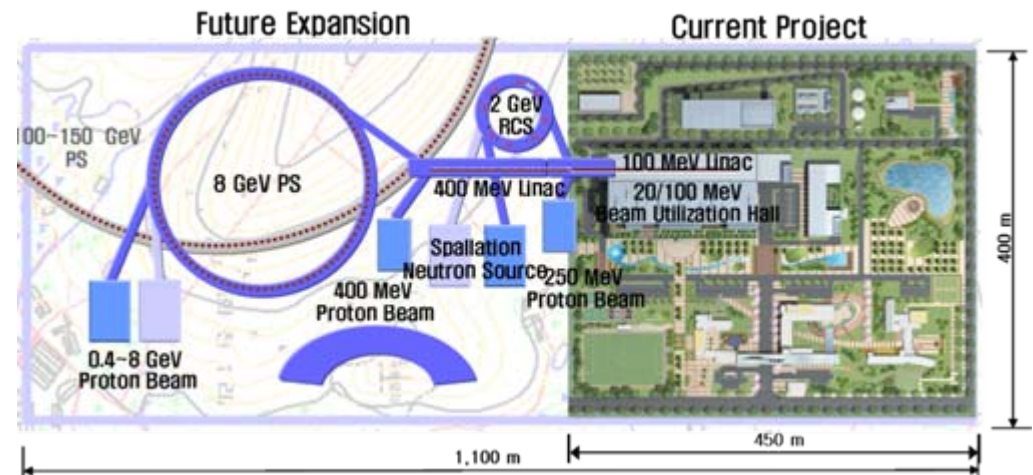 Future Expansion
Current Project
100~150 GeV
PS
8 GeV PS
2 GeV
RCS
400 MeV Linac
100 MeV Linac
20/100 MeV
Beam Utilization Hall
Spallation
Neutron Source
400 MeV
Proton Beam
250 MeV
Proton Beam
0.4~8 GeV
Proton Beam
400 m
450 m
1,100 m